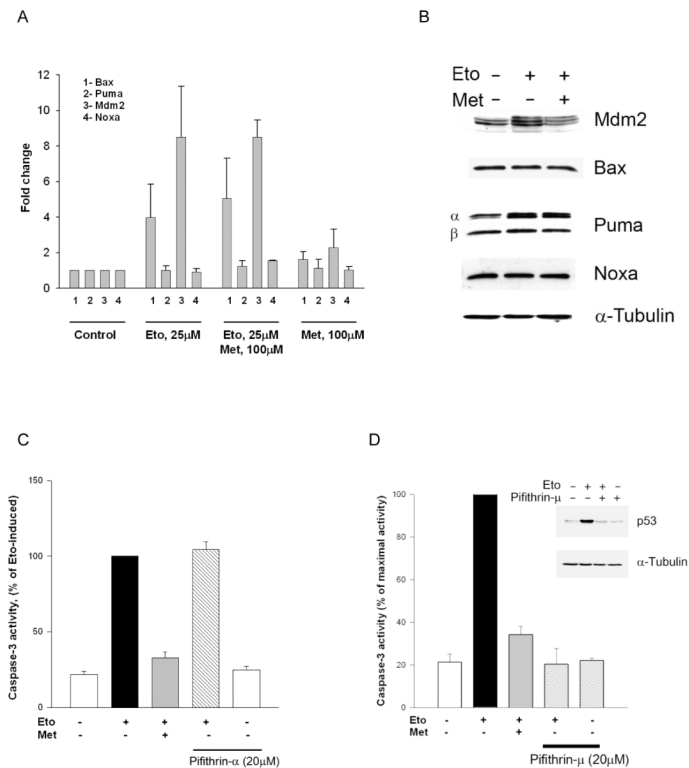 A
B
12
10
8
6
4
2
0
Fold change
1- Bax
2- Puma
3- Mdm2
4- Noxa
1 2 3 4 1 2 3 4 1 2 3 4 1 2 3 4
Control
Eto, 25μM
Eto, 25μM
Met, 100μM
Met, 100μM
Eto - + +
Met - - +
Mdm2
Bax
α
β
Puma
Noxa
α-Tubulin
C
D
150
100
50
0
Caspase-3 activity, (% of Eto-induced)
Eto - + + + -
Met - - +
Pifithrin-α (20μM)
100
80
60
40
20
0
Caspase-3 activity (% of maximal activity)
Eto - + + -
Pifithrin-μ - - + +
p53
α-Tubulin
Eto - + + + -
Met - - +
Pifithrin-μ (20μM)